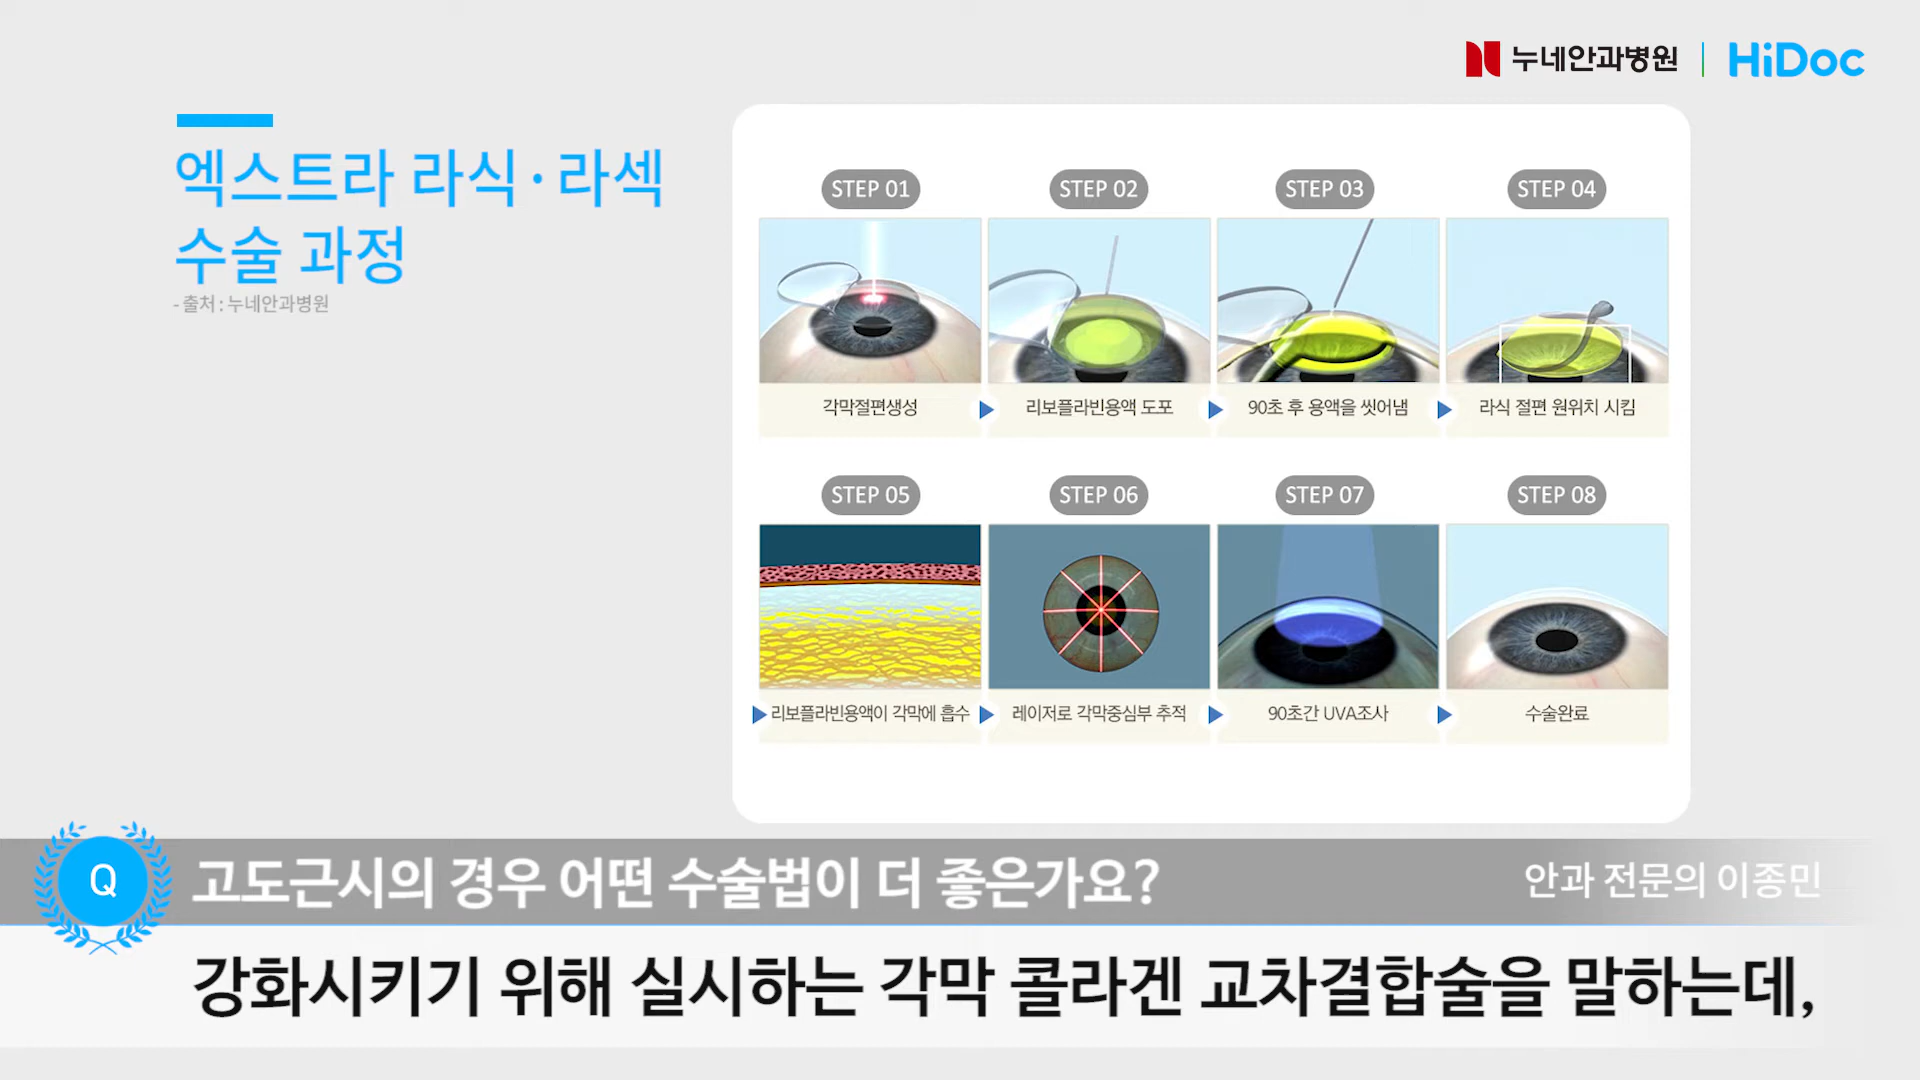 누네안과병원 | HiDoc
엑스트라 라식·라섹
수술 과정
- 출처 : 누네안과병원
STEP 01
STEP 02
STEP 03
STEP 04
각막절편생성
리보플라빈용액 도포
90초 후 용액을 씻어냄
라식 절편 원위치 시킴
STEP 05
STEP 06
STEP 07
STEP 08
리보플라빈용액이 각막에 흡수
레이저로 각막중심부 추적
90초간 UVA조사
수술완료
Q
고도근시의 경우 어떤 수술법이 더 좋은가요?
안과 전문의 이종민
강화시키기 위해 실시하는 각막 콜라겐 교차결합술을 말하는데,